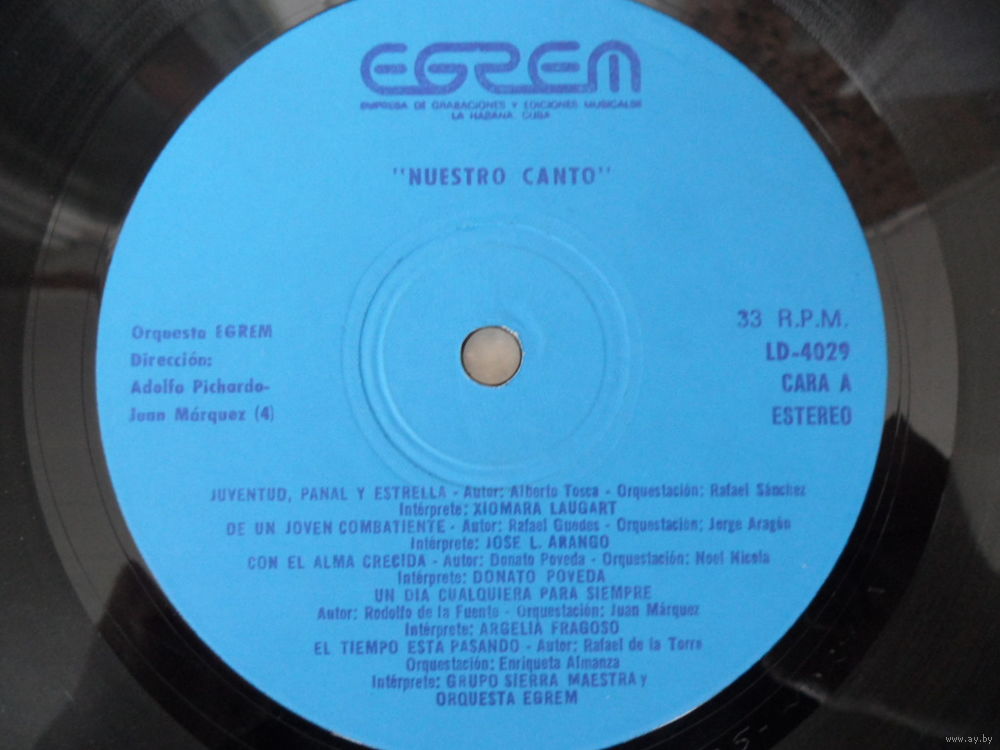 EGREM
EMPRESA DE GRABACIONES Y EDICIONES MUSICALES
LA HABANA, CUBA
"NUESTRO CANTO"
Orquesta EGREM
Dirección:
Adolfo Pichardo-
Juan Márquez (4)
33 R.P.M.
LD-4029
CARA A
ESTEREO
JUVENTUD, PANAL Y ESTRELLA - Autor: Alberto Tosca - Orquestación: Rafael Sánchez
Intérprete: XIOMARA LAUGART
DE UN JOVEN COMBATIENTE - Autor: Rafael Guedes - Orquestación: Jorge Aragón
Intérprete: JOSE L. ARANGO
CON EL ALMA CRECIDA - Autor: Donato Poveda - Orquestación: Noel Nicola
Intérprete: DONATO POVEDA
UN DIA CUALQUIERA PARA SIEMPRE
Autor: Rodolfo de la Fuente - Orquestación: Juan Márquez
Intérprete: ARGELIA FRAGOSO
EL TIEMPO ESTA PASANDO - Autor: Rafael de la Torre
Orquestación: Enriqueta Almanza
Intérprete: GRUPO SIERRA MAESTRA y
ORQUESTA EGREM
www.ay.by